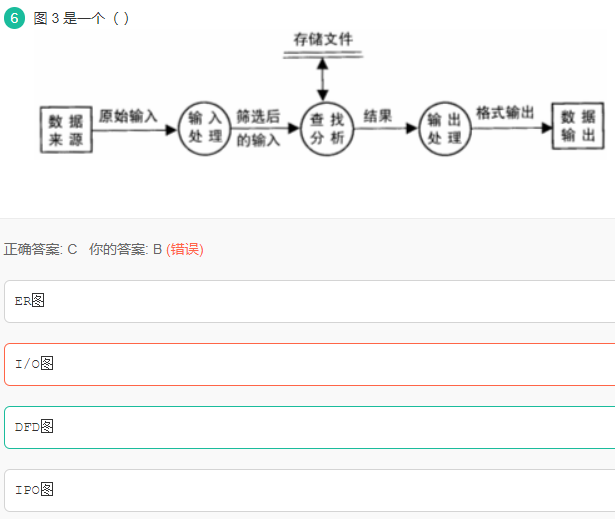 6 图 3 是一个（ ）
存储文件
数据 原始输入 输入 筛选后 查找 结果 输出 格式输出 数据
来源 处理 的输入 分析 处理 输出
正确答案: C 你的答案: B (错误)
ER图
I/O图
DFD图
IPO图